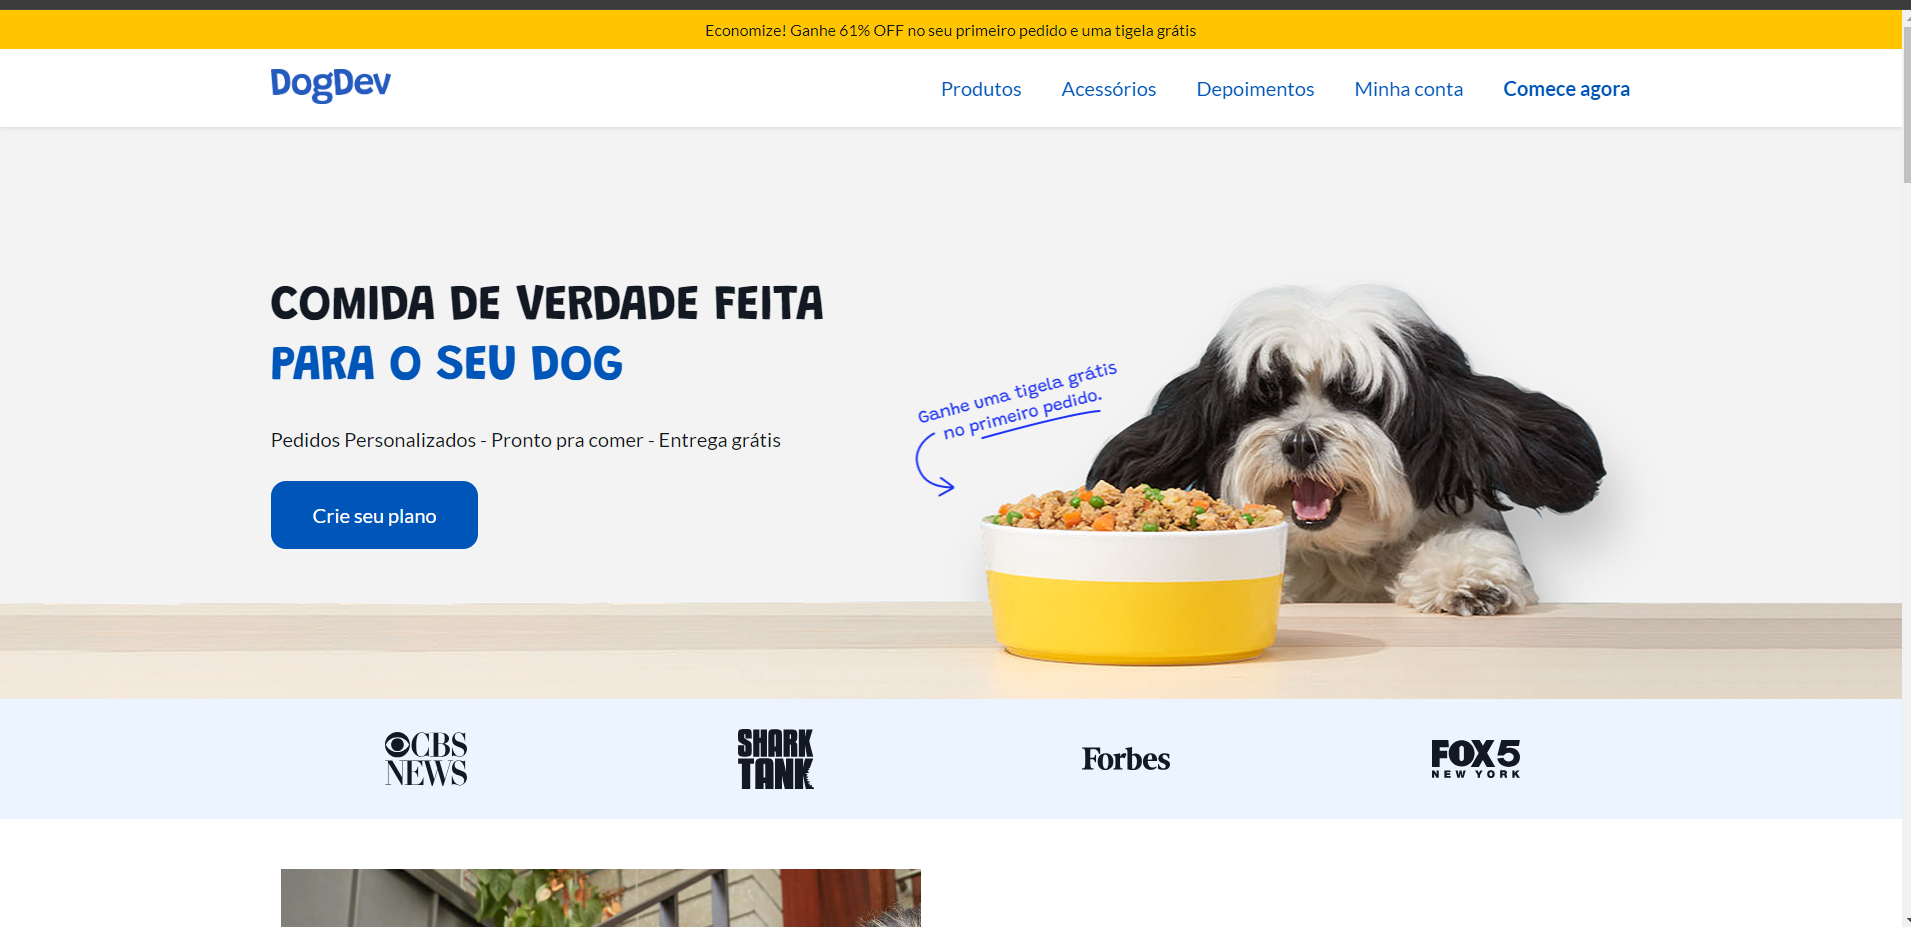 Economize! Ganhe 61% OFF no seu primeiro pedido e uma tigela grátis
DogDev
Produtos
Acessórios
Depoimentos
Minha conta
Comece agora
COMIDA DE VERDADE FEITA
PARA O SEU DOG
Ganhe uma tigela grátis
no primeiro pedido.
Pedidos Personalizados - Pronto pra comer - Entrega grátis
Crie seu plano
CBS
NEWS
SHARK
TANK
Forbes
FOX 5
NEW YORK